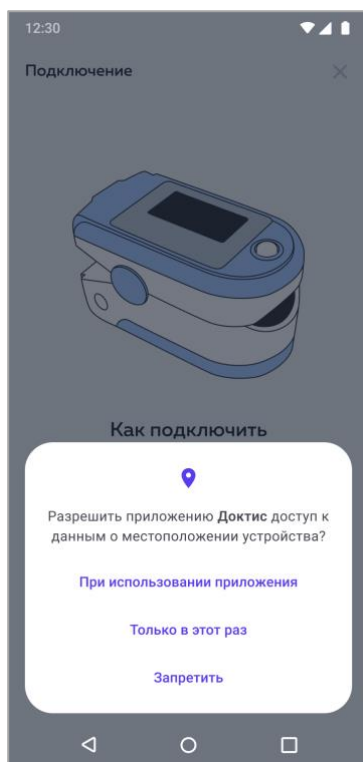 12:30
Подключение
Как подключить
Разрешить приложению Доктис доступ к
данным о местоположении устройства?
При использовании приложения
Только в этот раз
Запретить